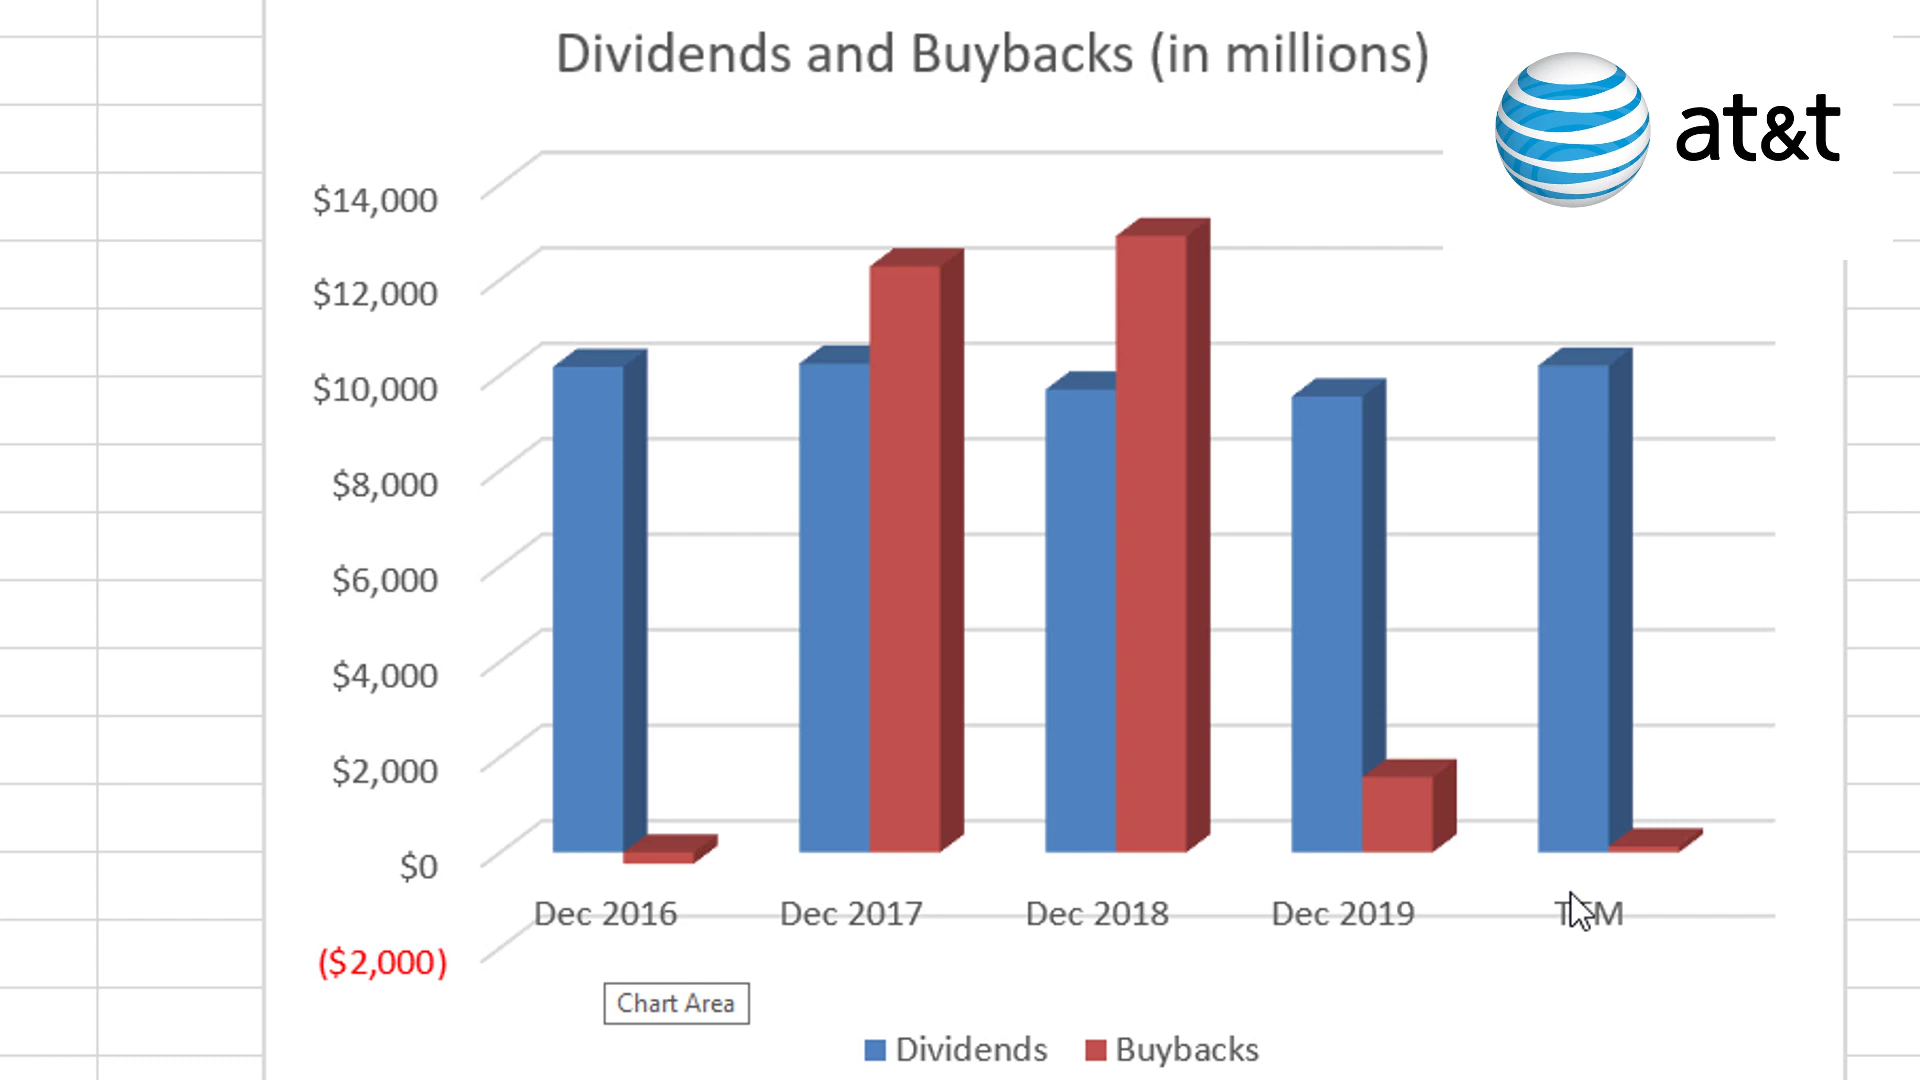 Dividends and Buybacks (in millions)
at&t
$14,000
$12,000
$10,000
$8,000
$6,000
$4,000
$2,000
$0
($2,000)
Dec 2016 Dec 2017 Dec 2018 Dec 2019
Chart Area
Dividends Buybacks